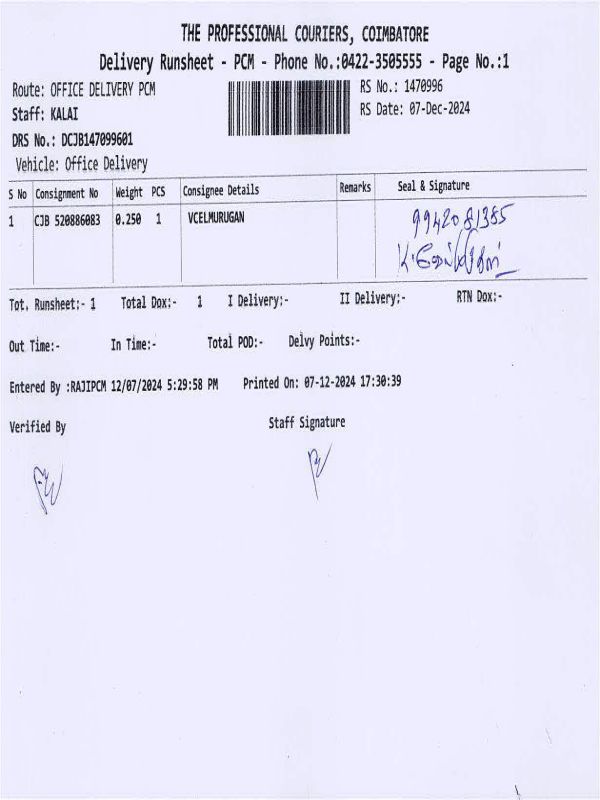 THE PROFESSIONAL COURIERS, COIMBATORE
Delivery Runsheet - PCM - Phone No.:0422-3505555 - Page No.:1
Route: OFFICE DELIVERY PCM
RS No.: 1470996
Staff: KALAI
RS Date: 07-Dec-2024
DRS No.: DCJB147099601
Vehicle: Office Delivery
S No Consignment No Weight PCS Consignee Details Remarks Seal & Signature
1 CJB 520886083 0.250 1 VCELMURUGAN 9942081385
Tot. Runsheet:- 1 Total Dox:- 1 I Delivery:- II Delivery:- RTN Dox:-
Out Time:- In Time:- Total POD:- Delvy Points:-
Entered By :RAJIPCM 12/07/2024 5:29:58 PM Printed On: 07-12-2024 17:30:39
Verified By Staff Signature